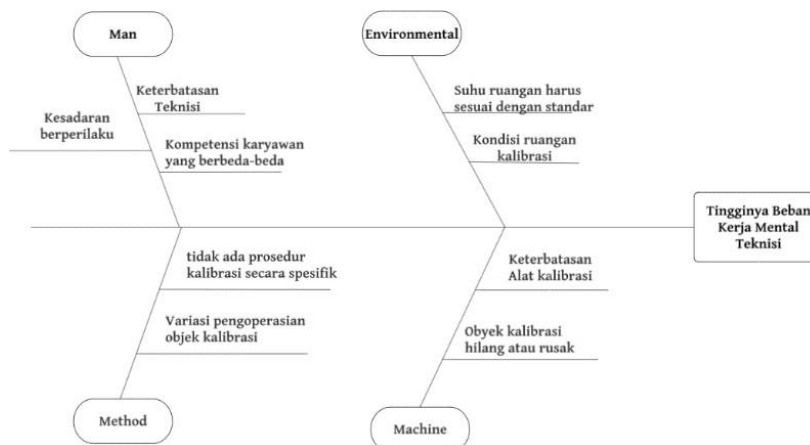 Man
Environmental
Keterbatasan
Teknisi
Kesadaran
berperilaku
Kompetensi karyawan
yang berbeda-beda
Suhu ruangan harus
sesuai dengan standar
Kondisi ruangan
kalibrasi
Tingginya Beban
Kerja Mental
Teknisi
tidak ada prosedur
kalibrasi secara spesifik
Variasi pengoperasian
objek kalibrasi
Keterbatasan
Alat kalibrasi
Obyek kalibrasi
hilang atau rusak
Method
Machine